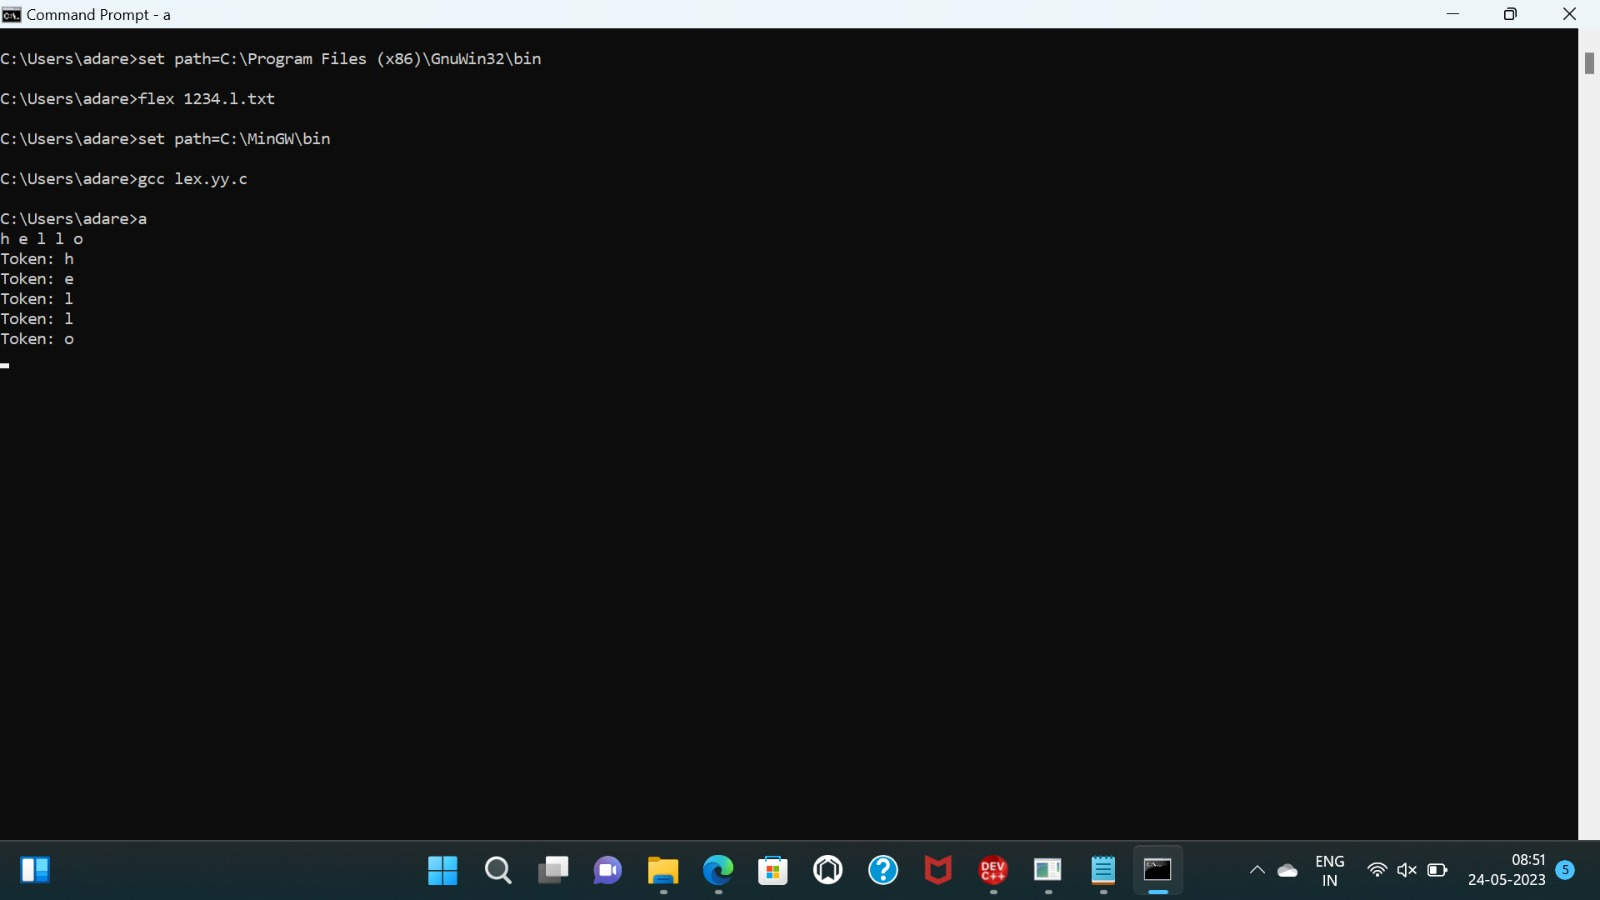 Command Prompt - a
C:\Users\adare>set path=C:\Program Files (x86)\GnuWin32\bin
C:\Users\adare>flex 1234.l.txt
C:\Users\adare>set path=C:\MinGW\bin
C:\Users\adare>gcc lex.yy.c
C:\Users\adare>a
h e l l o
Token: h
Token: e
Token: l
Token: l
Token: o
DEV
C++
ENG
IN
08:51
24-05-2023
5